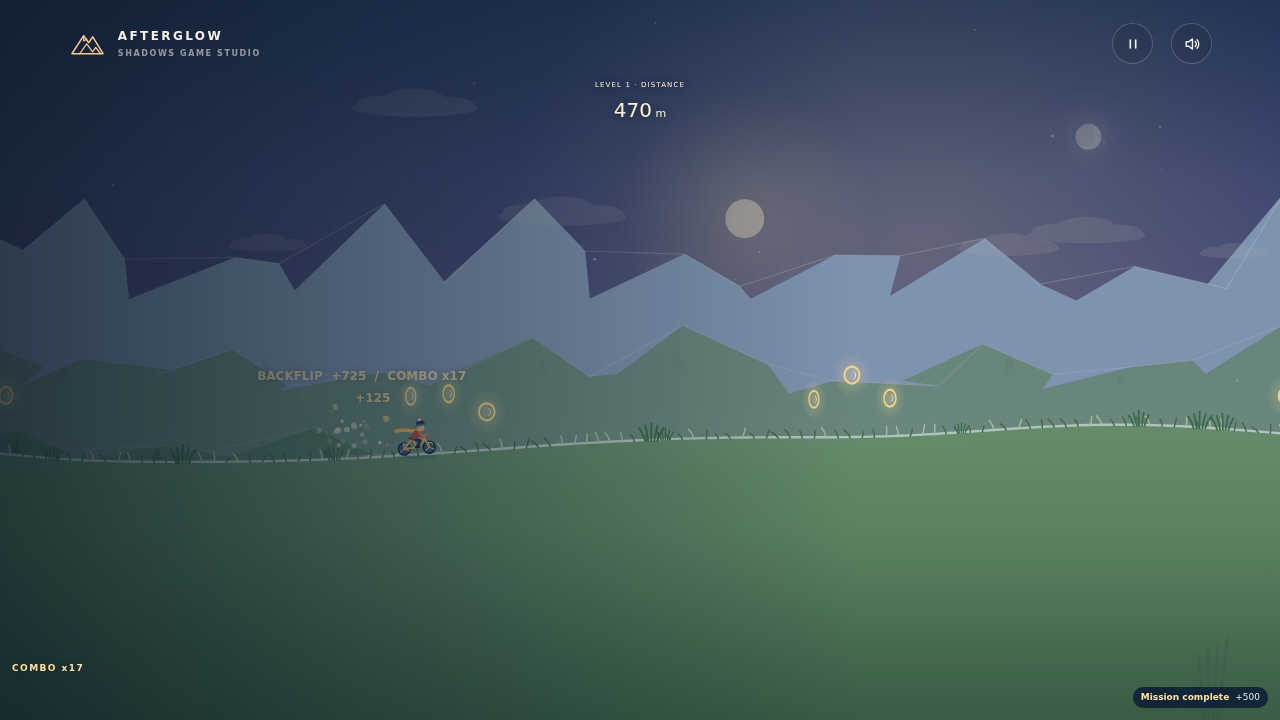 AFTERGLOW
SHADOWS GAME STUDIO
LEVEL 1 · DISTANCE
470 m
BACKFLIP +725 / COMBO x17
+125
COMBO x17
Mission complete +500